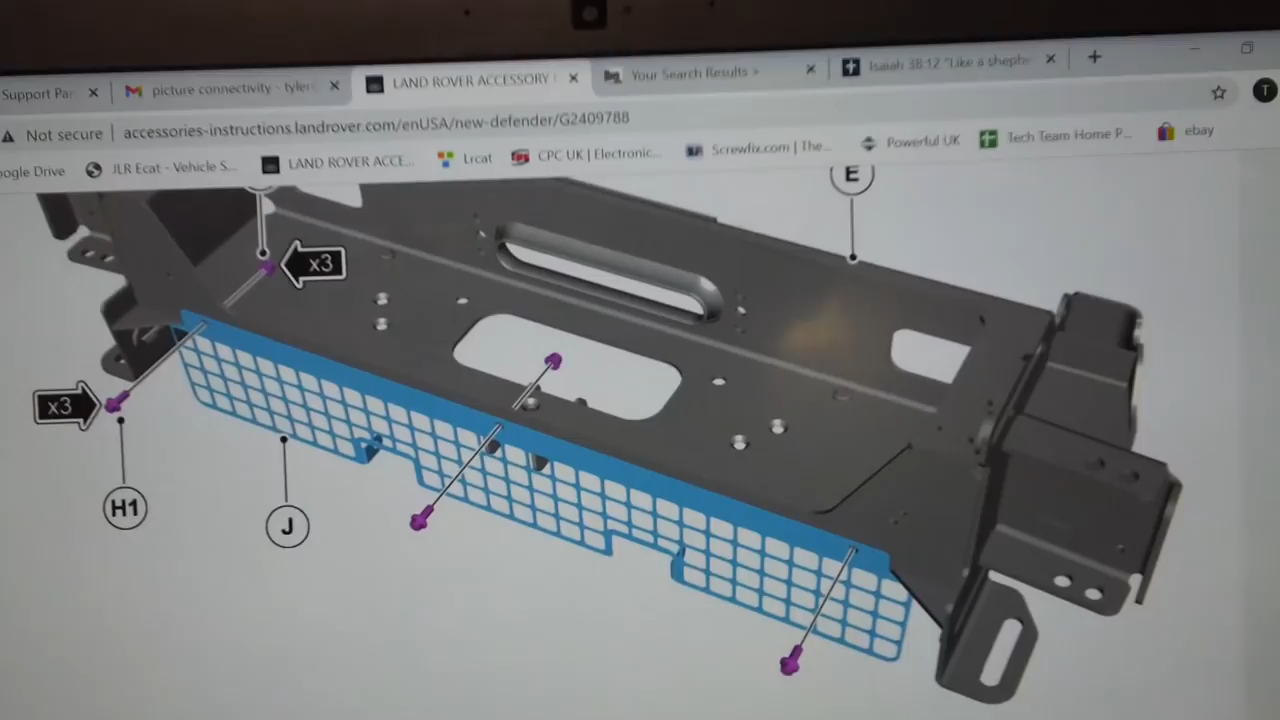 Support Pa
picture connectivity - tyler
LAND ROVER ACCESSORY
Your Search Results >
Isaiah 38:12 "Like a sheph
Not secure | accessories-instructions.landrover.com/enUSA/new-defender/G2409788
T
ogle Drive
JLR Ecat - Vehicle S...
LAND ROVER ACCE...
Lrcat
CPC UK | Electronic...
Screwfix.com | The...
Powerful UK
Tech Team Home P...
ebay
E
x3
x3
H1
J